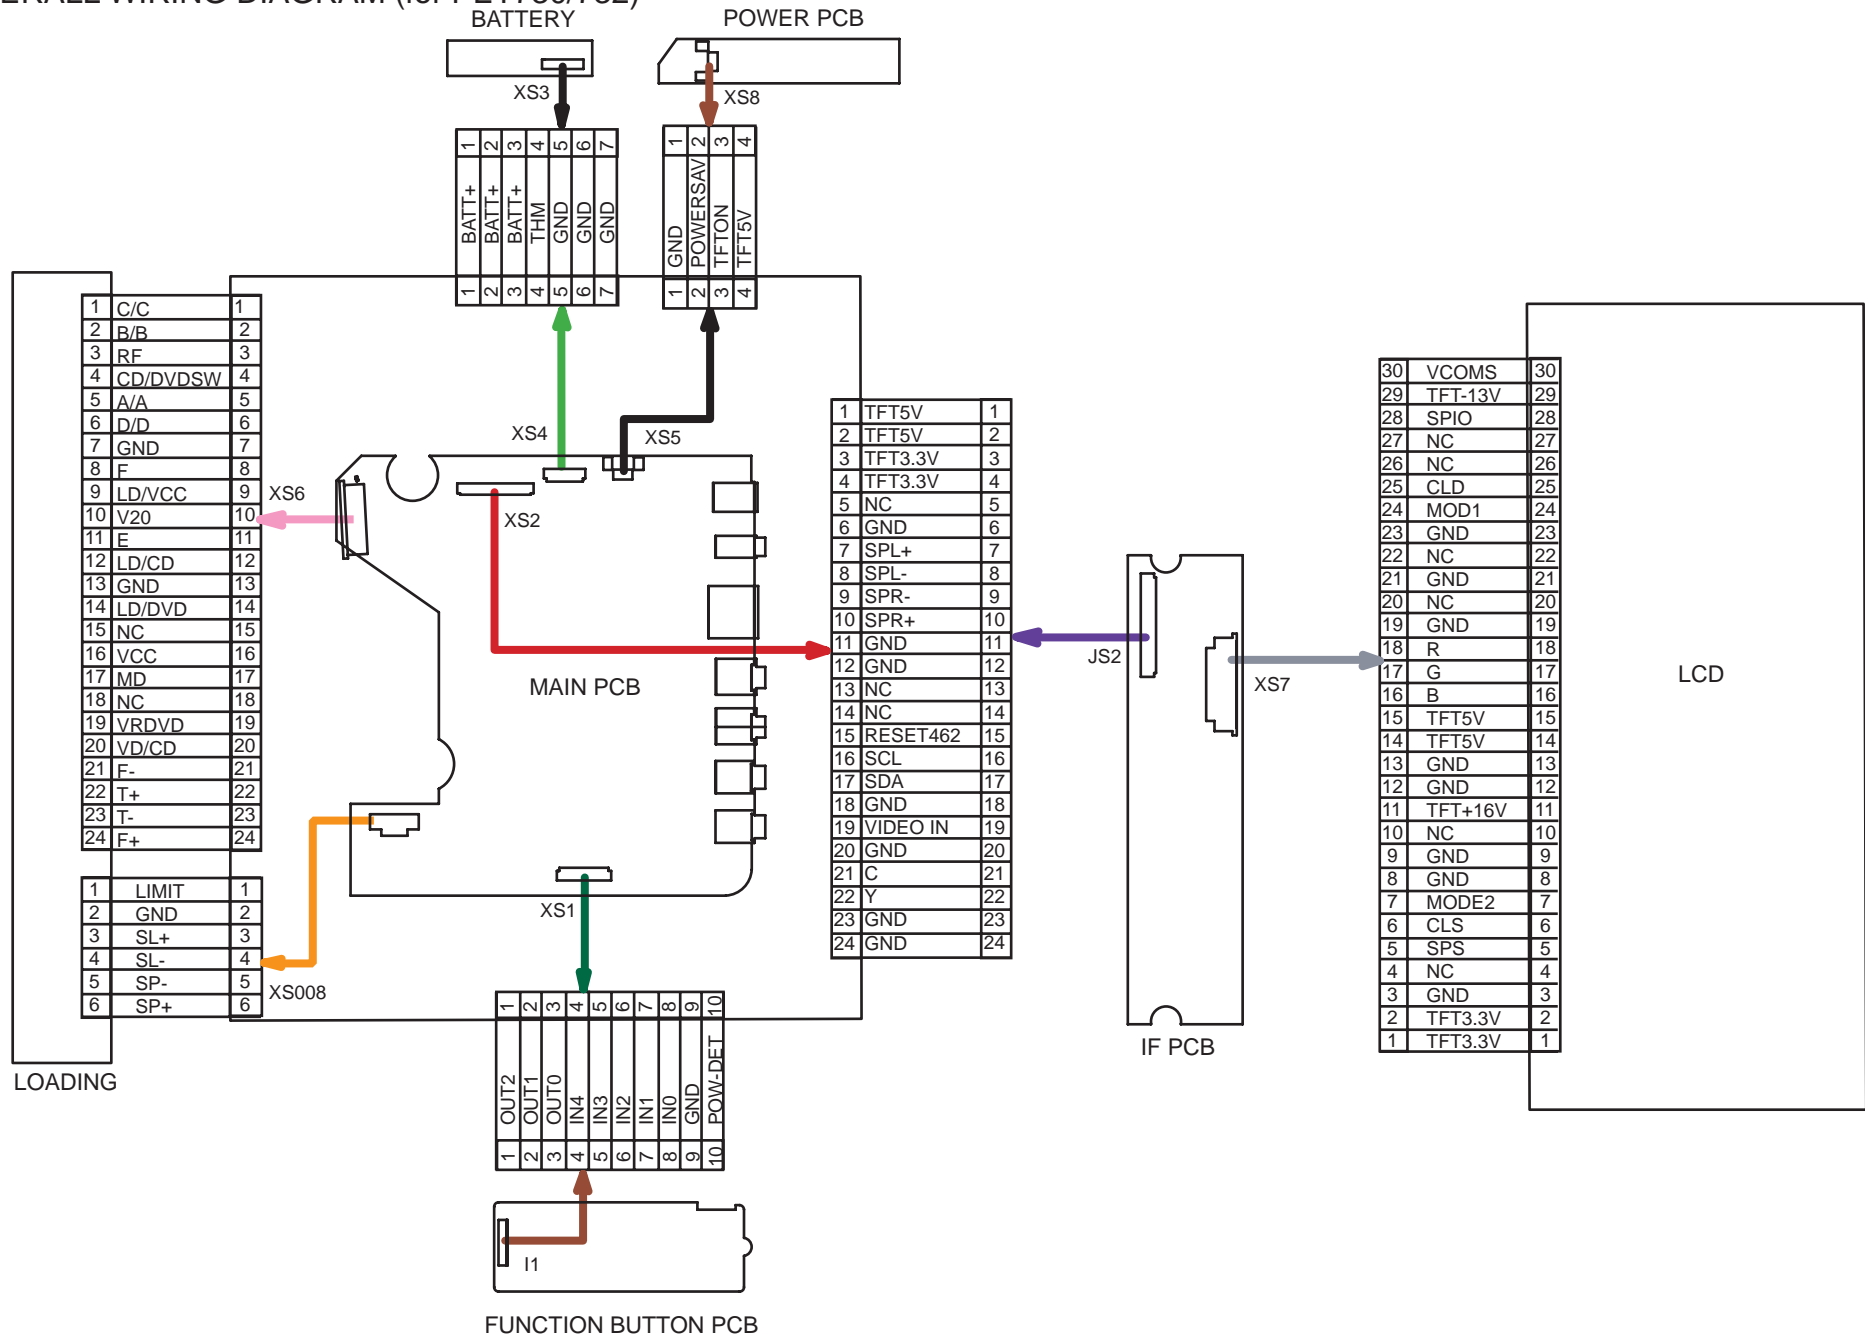 BATTERY
POWER PCB
XS3
XS8
1 2 3 4 5 6 7
BATT+ BATT+ BATT+ THM GND GND GND
1 2 3 4 5 6 7
1 2 3 4
GND POWERSAV TFTON TFT5V
1 2 3 4
1 C/C 1
2 B/B 2
3 RF 3
4 CD/DVDSW 4
5 A/A 5
6 D/D 6
7 GND 7
8 F 8
9 LD/VCC 9
10 V20 10
11 E 11
12 LD/CD 12
13 GND 13
14 LD/DVD 14
15 NC 15
16 VCC 16
17 MD 17
18 NC 18
19 VRDVD 19
20 VD/CD 20
21 F- 21
22 T+ 22
23 T- 23
24 F+ 24
1 LIMIT 1
2 GND 2
3 SL+ 3
4 SL- 4
5 SP- 5
6 SP+ 6
LOADING
XS6
XS008
XS4
XS5
XS2
MAIN PCB
XS1
1 TFT5V 1
2 TFT5V 2
3 TFT3.3V 3
4 TFT3.3V 4
5 NC 5
6 GND 6
7 SPL+ 7
8 SPL- 8
9 SPR- 9
10 SPR+ 10
11 GND 11
12 GND 12
13 NC 13
14 NC 14
15 RESET462 15
16 SCL 16
17 SDA 17
18 GND 18
19 VIDEO IN 19
20 GND 20
21 C 21
22 Y 22
23 GND 23
24 GND 24
JS2
XS7
IF PCB
30 VCOMS 30
29 TFT-13V 29
28 SPIO 28
27 NC 27
26 NC 26
25 CLD 25
24 MOD1 24
23 GND 23
22 NC 22
21 GND 21
20 NC 20
19 GND 19
18 R 18
17 G 17
16 B 16
15 TFT5V 15
14 TFT5V 14
13 GND 13
12 GND 12
11 TFT+16V 11
10 NC 10
9 GND 9
8 GND 8
7 MODE2 7
6 CLS 6
5 SPS 5
4 NC 4
3 GND 3
2 TFT3.3V 2
1 TFT3.3V 1
LCD
1 2 3 4 5 6 7 8 9 10
OUT2 OUT1 OUT0 IN4 IN3 IN2 IN1 IN0 GND POW-DET
1 2 3 4 5 6 7 8 9 10
I1
FUNCTION BUTTON PCB